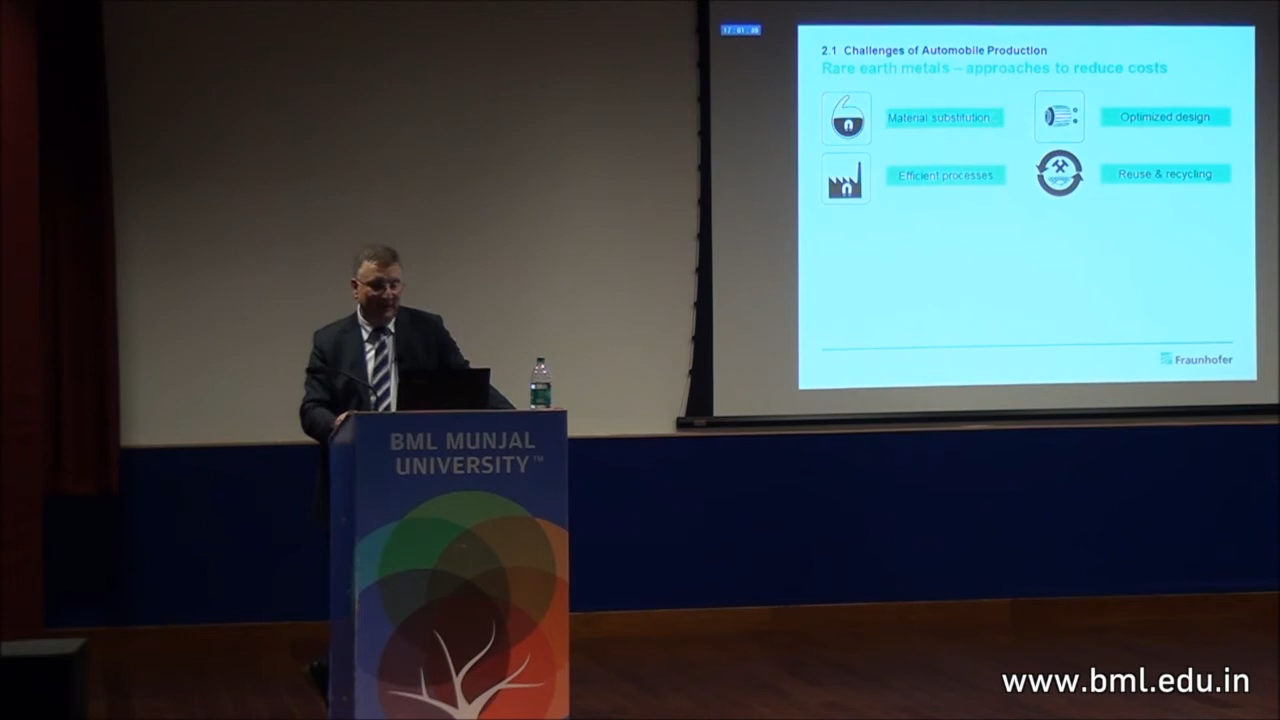 2.1 Challenges of Automobile Production
Rare earth metals – approaches to reduce costs
Material substitution
Optimized design
Efficient processes
Reuse & recycling
Fraunhofer
BML MUNJAL
UNIVERSITY™
www.bml.edu.in